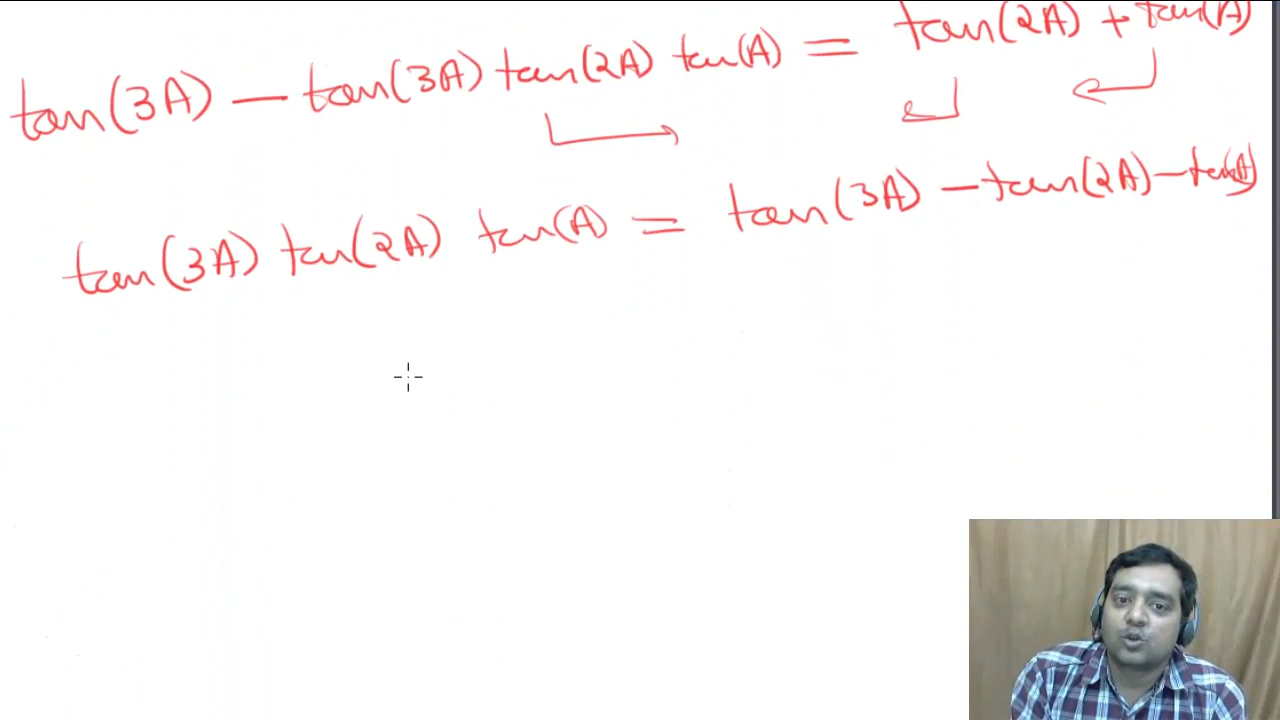 tan(3A) — tan(3A) tan(2A) tan(A) = tan(2A) + tan(A)
tan(3A) tan(2A) tan(A) = tan(3A) — tan(2A) — tan(A)